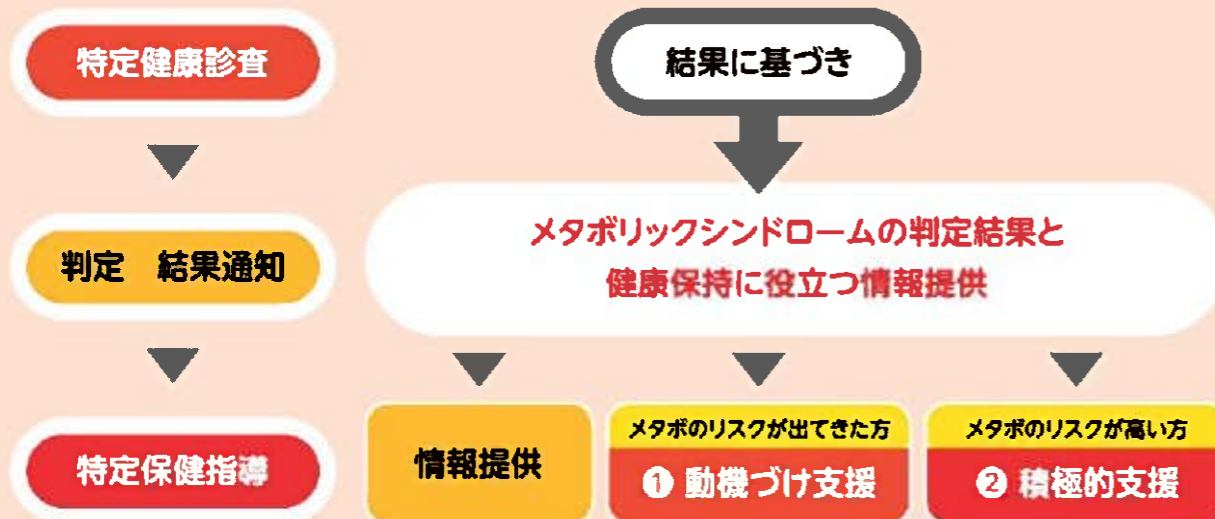 特定健康診査
結果に基づき
判定　結果通知
メタボリックシンドロームの判定結果と
健康保持に役立つ情報提供
特定保健指導
情報提供
メタボのリスクが出てきた方
❶ 動機づけ支援
メタボのリスクが高い方
❷ 積極的支援